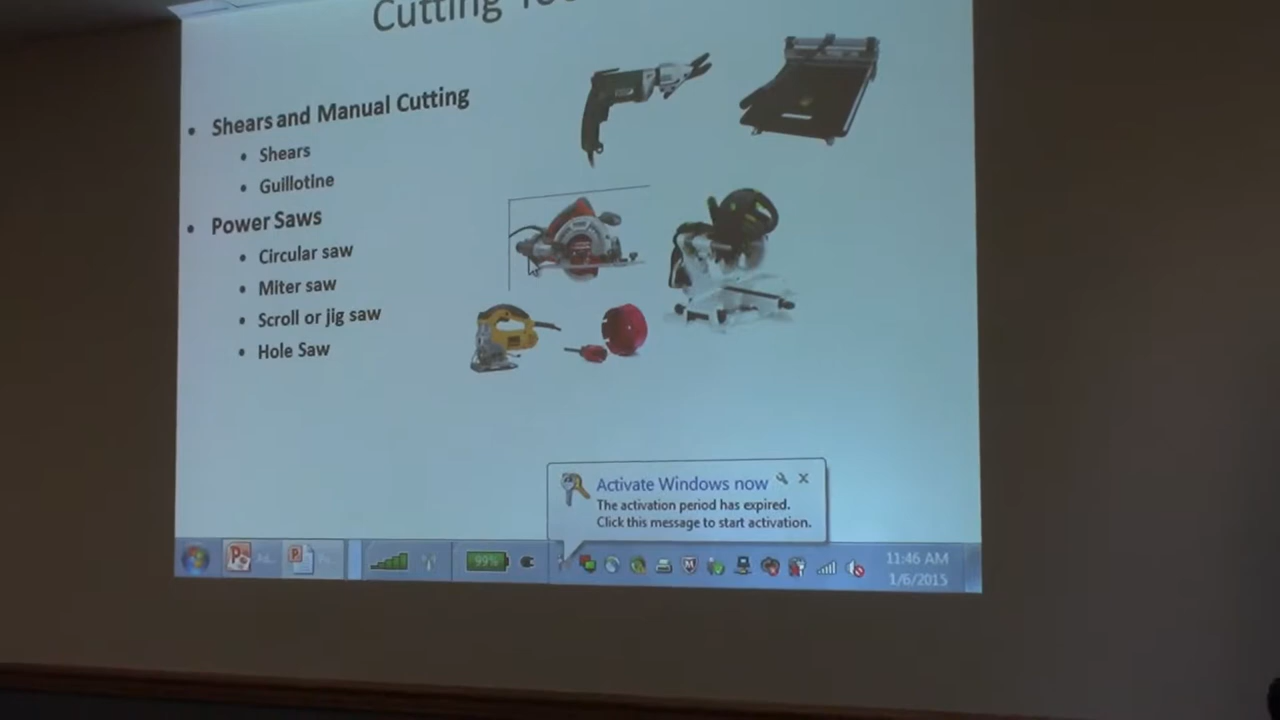 Cutting
• Shears and Manual Cutting
• Shears
• Guillotine
• Power Saws
• Circular saw
• Miter saw
• Scroll or jig saw
• Hole Saw
Activate Windows now
The activation period has expired.
Click this message to start activation.
99%
11:46 AM
1/6/2015